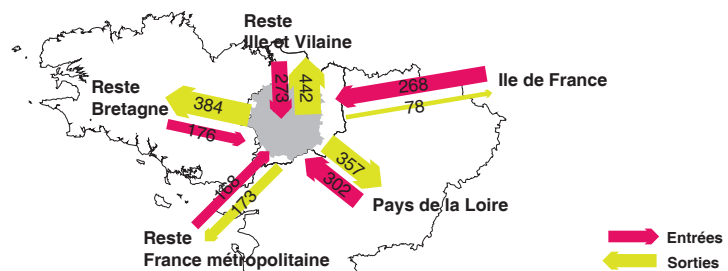 Reste
Ille et Vilaine
273
442
268
Ile de France
78
Reste
Bretagne
384
176
357
302
Pays de la Loire
168
173
Reste
France métropolitaine
Entrées
Sorties